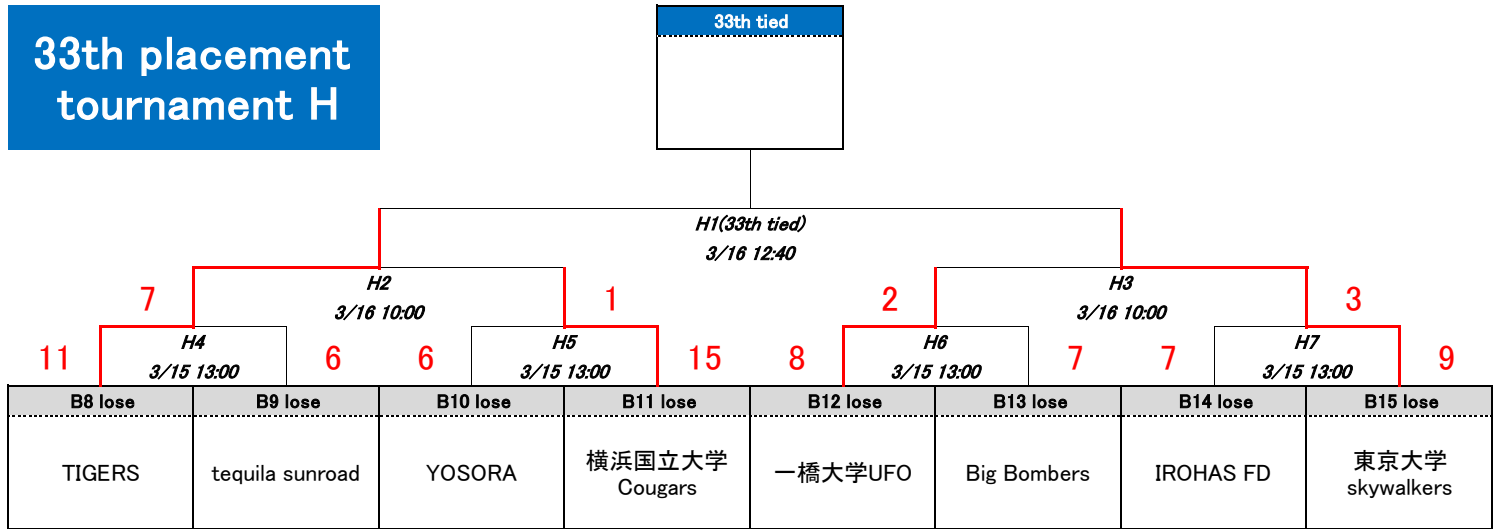 33th placement
tournament H
33th tied
H1(33th tied)
3/16 12:40
H2
3/16 10:00
H3
3/16 10:00
7
1
2
3
H4
3/15 13:00
H5
3/15 13:00
H6
3/15 13:00
H7
3/15 13:00
11
6
6
15
8
7
7
9
B8 lose
B9 lose
B10 lose
B11 lose
B12 lose
B13 lose
B14 lose
B15 lose
TIGERS
tequila sunroad
YOSORA
横浜国立大学
Cougars
一橋大学UFO
Big Bombers
IROHAS FD
東京大学
skywalkers